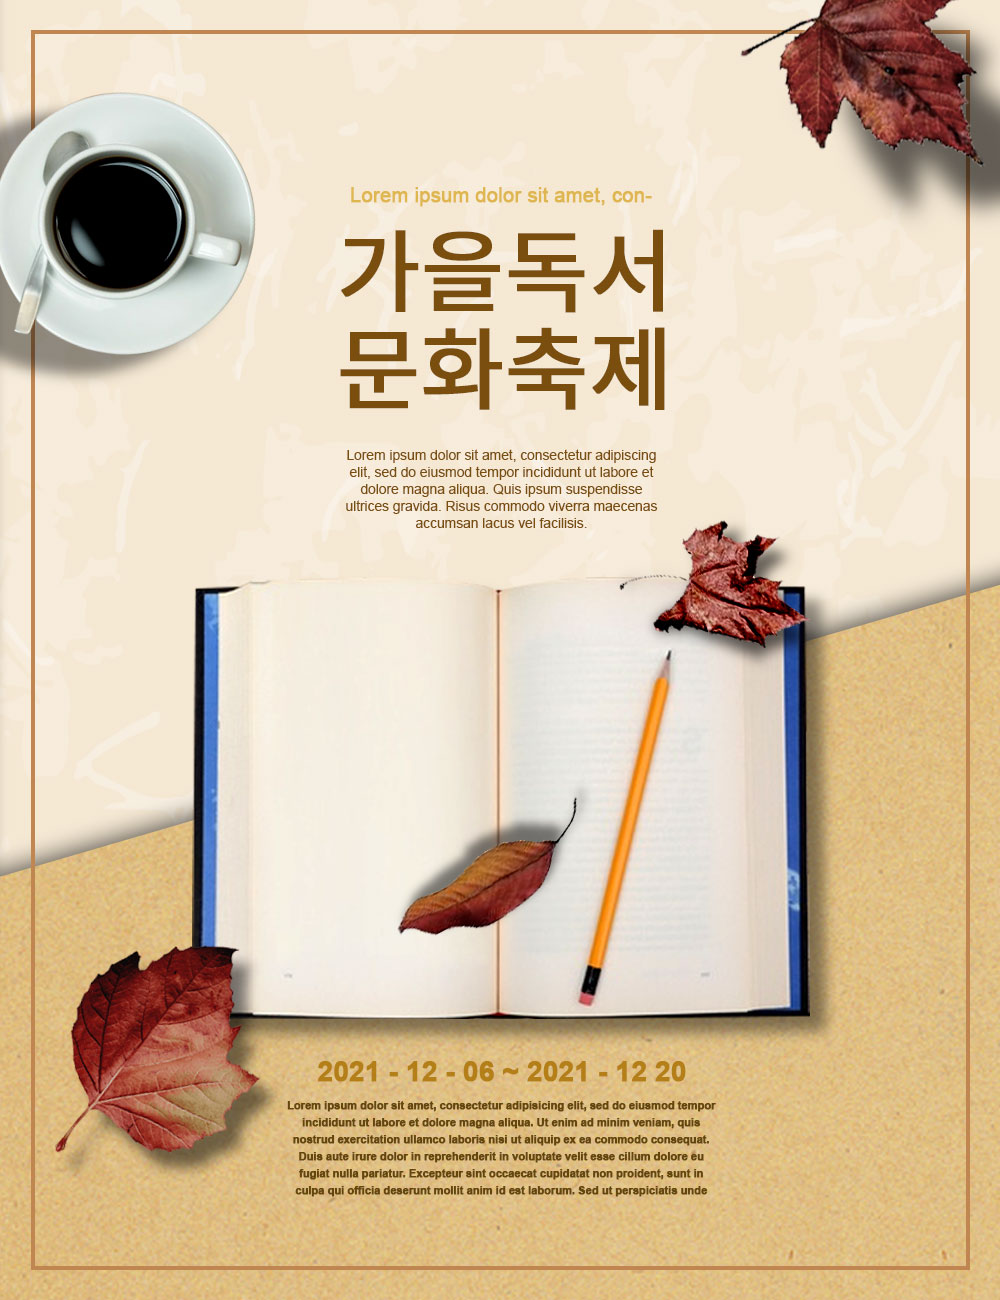 Lorem ipsum dolor sit amet, con-
가을독서
문화축제
Lorem ipsum dolor sit amet, consectetur adipiscing
elit, sed do eiusmod tempor incididunt ut labore et
dolore magna aliqua. Quis ipsum suspendisse
ultrices gravida. Risus commodo viverra maecenas
accumsan lacus vel facilisis.
2021 - 12 - 06 ~ 2021 - 12 20
Lorem ipsum dolor sit amet, consectetur adipisicing elit, sed do eiusmod tempor
incididunt ut labore et dolore magna aliqua. Ut enim ad minim veniam, quis
nostrud exercitation ullamco laboris nisi ut aliquip ex ea commodo consequat.
Duis aute irure dolor in reprehenderit in voluptate velit esse cillum dolore eu
fugiat nulla pariatur. Excepteur sint occaecat cupidatat non proident, sunt in
culpa qui officia deserunt mollit anim id est laborum. Sed ut perspiciatis unde